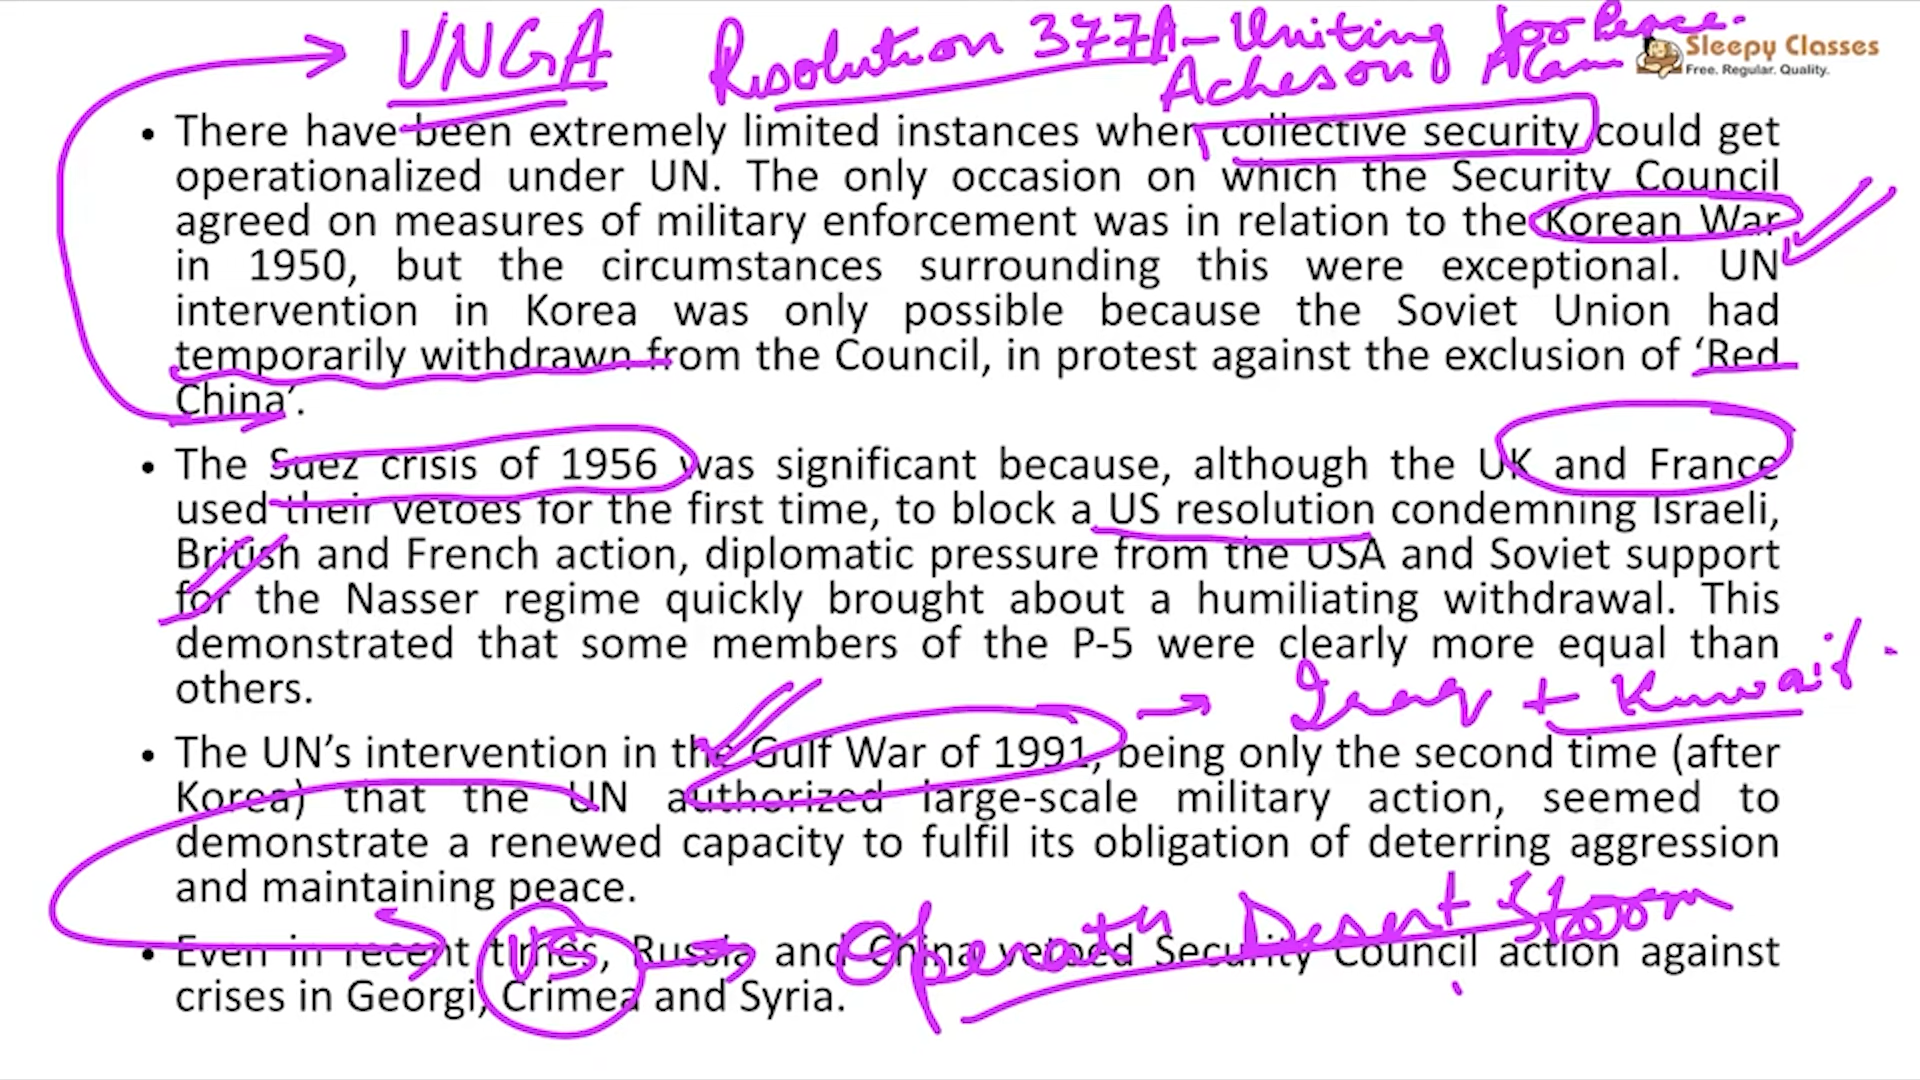 UNGA Resolution 377A - Uniting for Peace.
Acheson Plan
Sleepy Classes
Free. Regular. Quality.
• There have been extremely limited instances when collective security could get
operationalized under UN. The only occasion on which the Security Council
agreed on measures of military enforcement was in relation to the Korean War
in 1950, but the circumstances surrounding this were exceptional. UN
intervention in Korea was only possible because the Soviet Union had
temporarily withdrawn from the Council, in protest against the exclusion of ‘Red
China’.
• The Suez crisis of 1956 was significant because, although the UK and France
used their vetoes for the first time, to block a US resolution condemning Israeli,
British and French action, diplomatic pressure from the USA and Soviet support
for the Nasser regime quickly brought about a humiliating withdrawal. This
demonstrated that some members of the P-5 were clearly more equal than
others.
→ Iraq + Kuwait.
• The UN’s intervention in the Gulf War of 1991, being only the second time (after
Korea) that the UN authorized large-scale military action, seemed to
demonstrate a renewed capacity to fulfil its obligation of deterring aggression
and maintaining peace.
US → Operatn Desert Storm
• Even in recent times, Russia and China vetoed Security Council action against
crises in Georgi, Crimea and Syria.